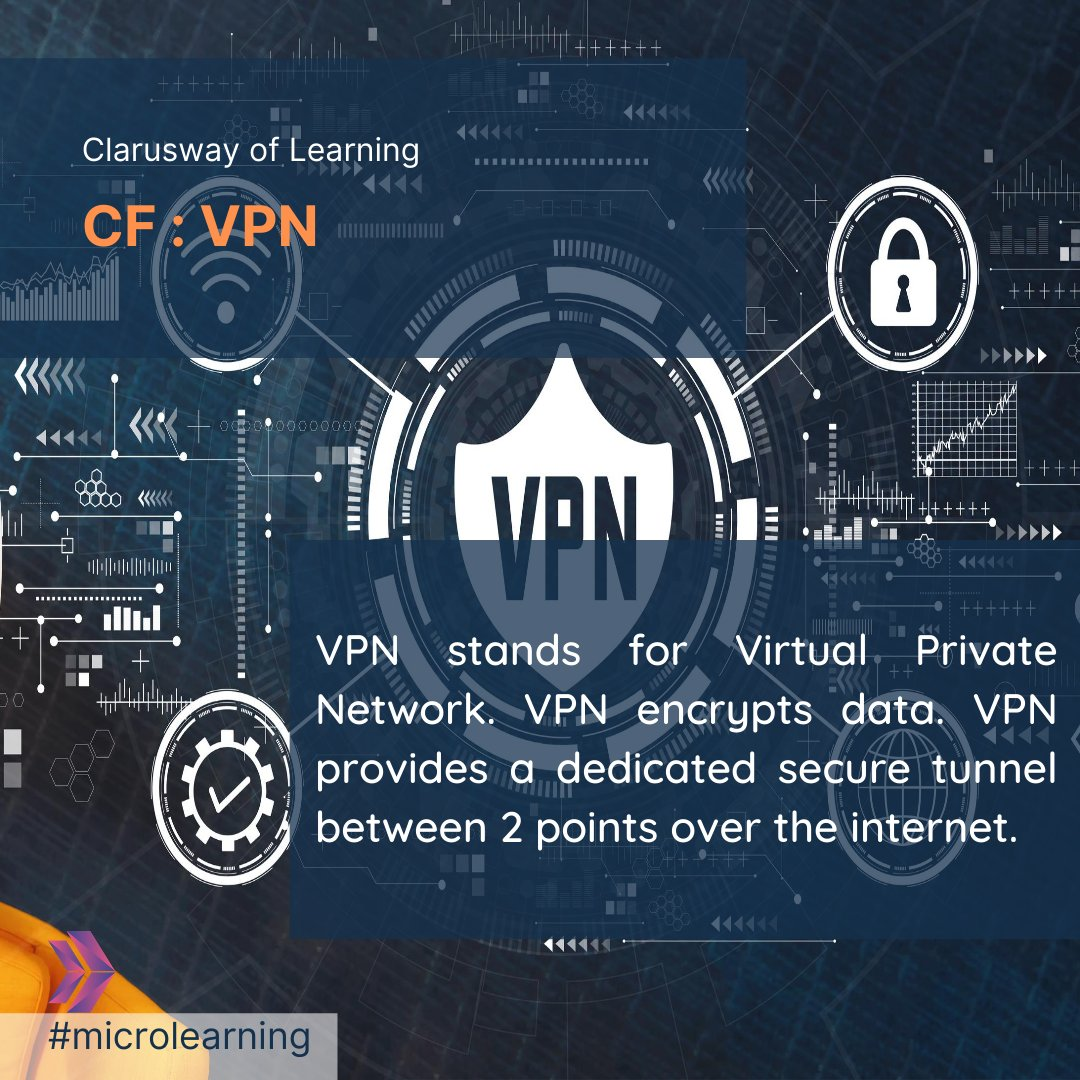 Clarusway of Learning
CF : VPN
VPN
VPN stands for Virtual Private
Network. VPN encrypts data. VPN
provides a dedicated secure tunnel
between 2 points over the internet.
#microlearning